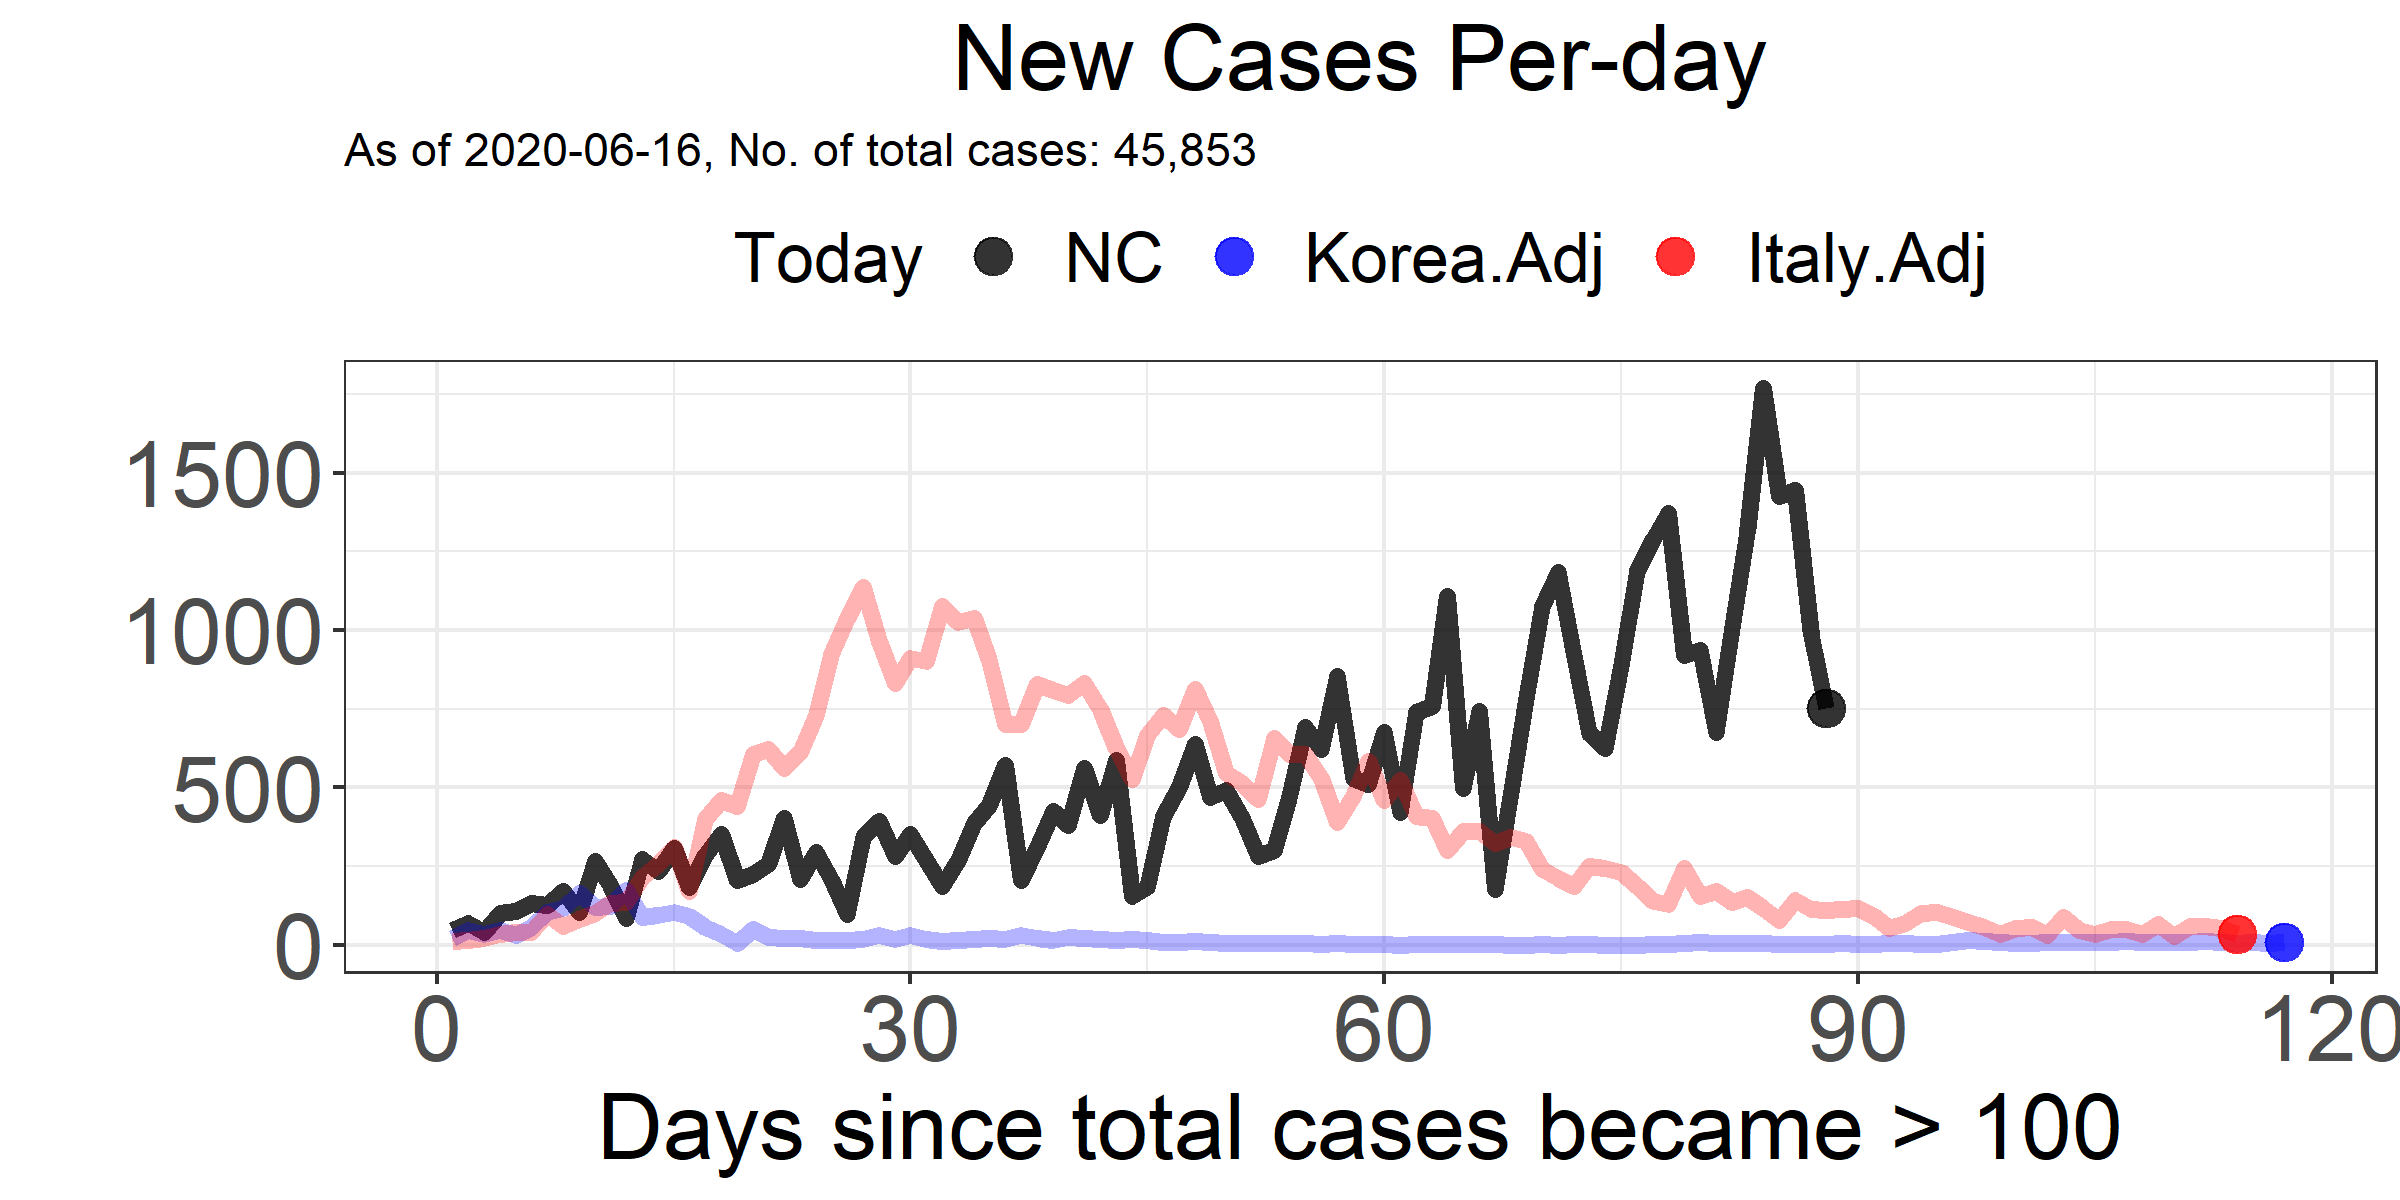 New Cases Per-day
As of 2020-06-16, No. of total cases: 45,853
Today NC Korea.Adj Italy.Adj
1500
1000
500
0
0 30 60 90 120
Days since total cases became > 100